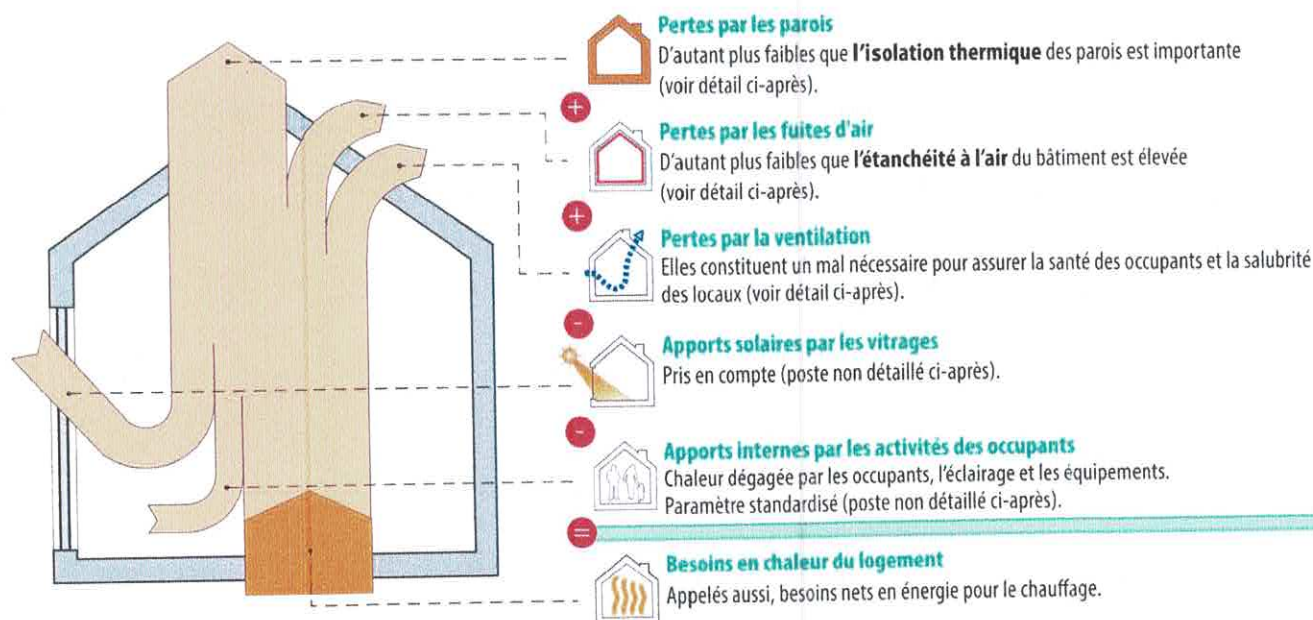 Pertes par les parois
D'autant plus faibles que l'isolation thermique des parois est importante
(voir détail ci-après).
+
Pertes par les fuites d'air
D'autant plus faibles que l'étanchéité à l'air du bâtiment est élevée
(voir détail ci-après).
+
Pertes par la ventilation
Elles constituent un mal nécessaire pour assurer la santé des occupants et la salubrité
des locaux (voir détail ci-après).
-
Apports solaires par les vitrages
Pris en compte (poste non détaillé ci-après).
-
Apports internes par les activités des occupants
Chaleur dégagée par les occupants, l'éclairage et les équipements.
Paramètre standardisé (poste non détaillé ci-après).
=
Besoins en chaleur du logement
Appelés aussi, besoins nets en énergie pour le chauffage.